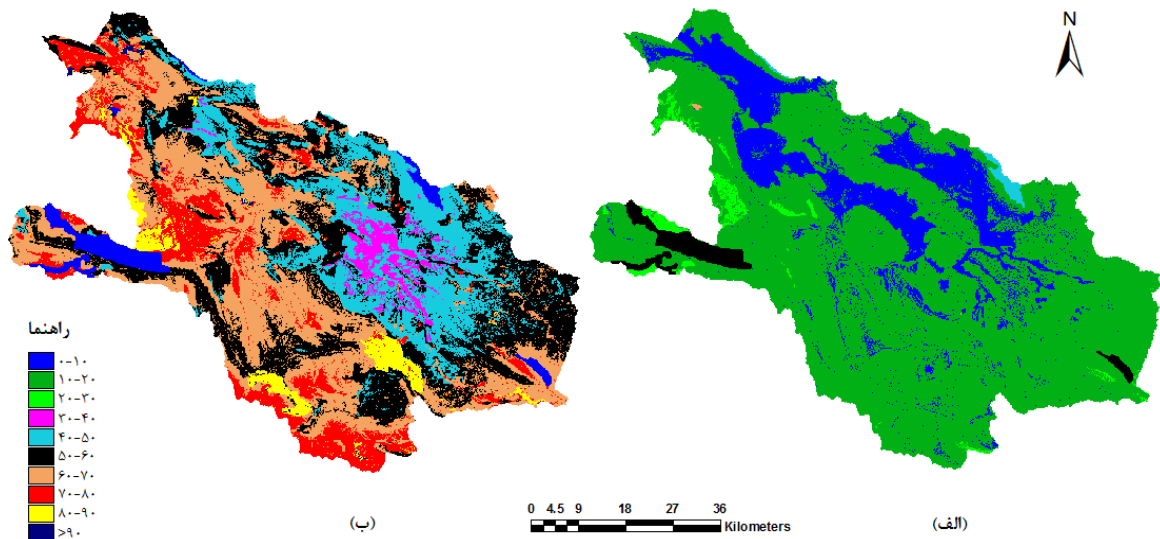 N
راهنما
۰-۱۰
۱۰-۲۰
۲۰-۳۰
۳۰-۴۰
۴۰-۵۰
۵۰-۶۰
۶۰-۷۰
۷۰-۸۰
۸۰-۹۰
>۹۰
0 4.5 9 18 27 36
Kilometers
(ب)
(الف)